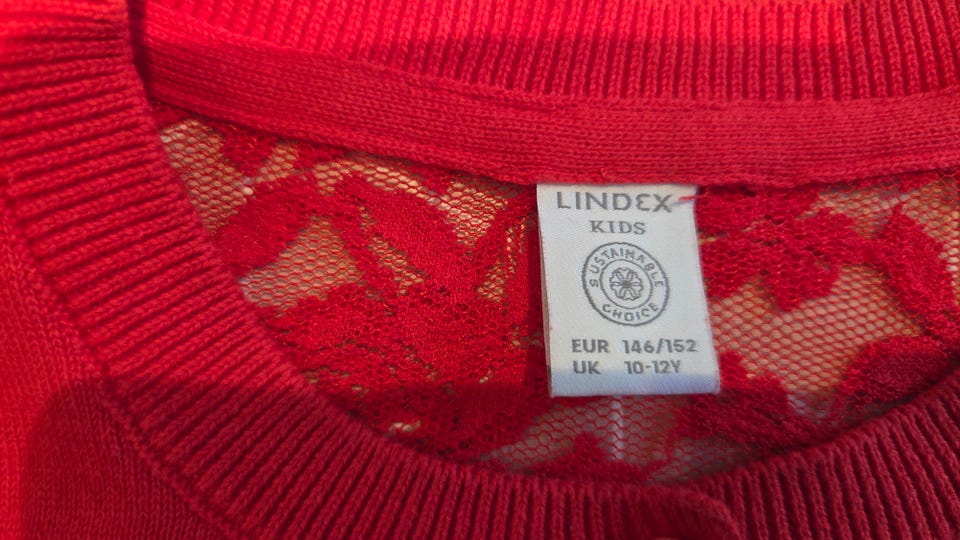 LINDEX
KIDS
SUSTAINABLE
CHOICE
EUR 146/152
UK 10-12Y